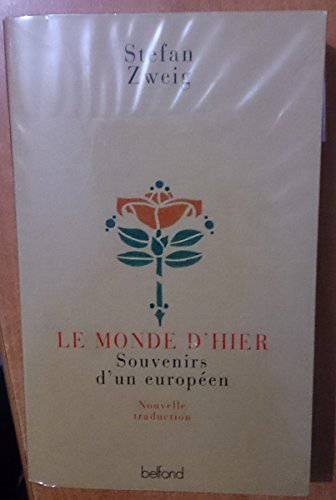 Stefan
Zweig
LE MONDE D'HIER
Souvenirs
d'un européen
Nouvelle
traduction
belfond